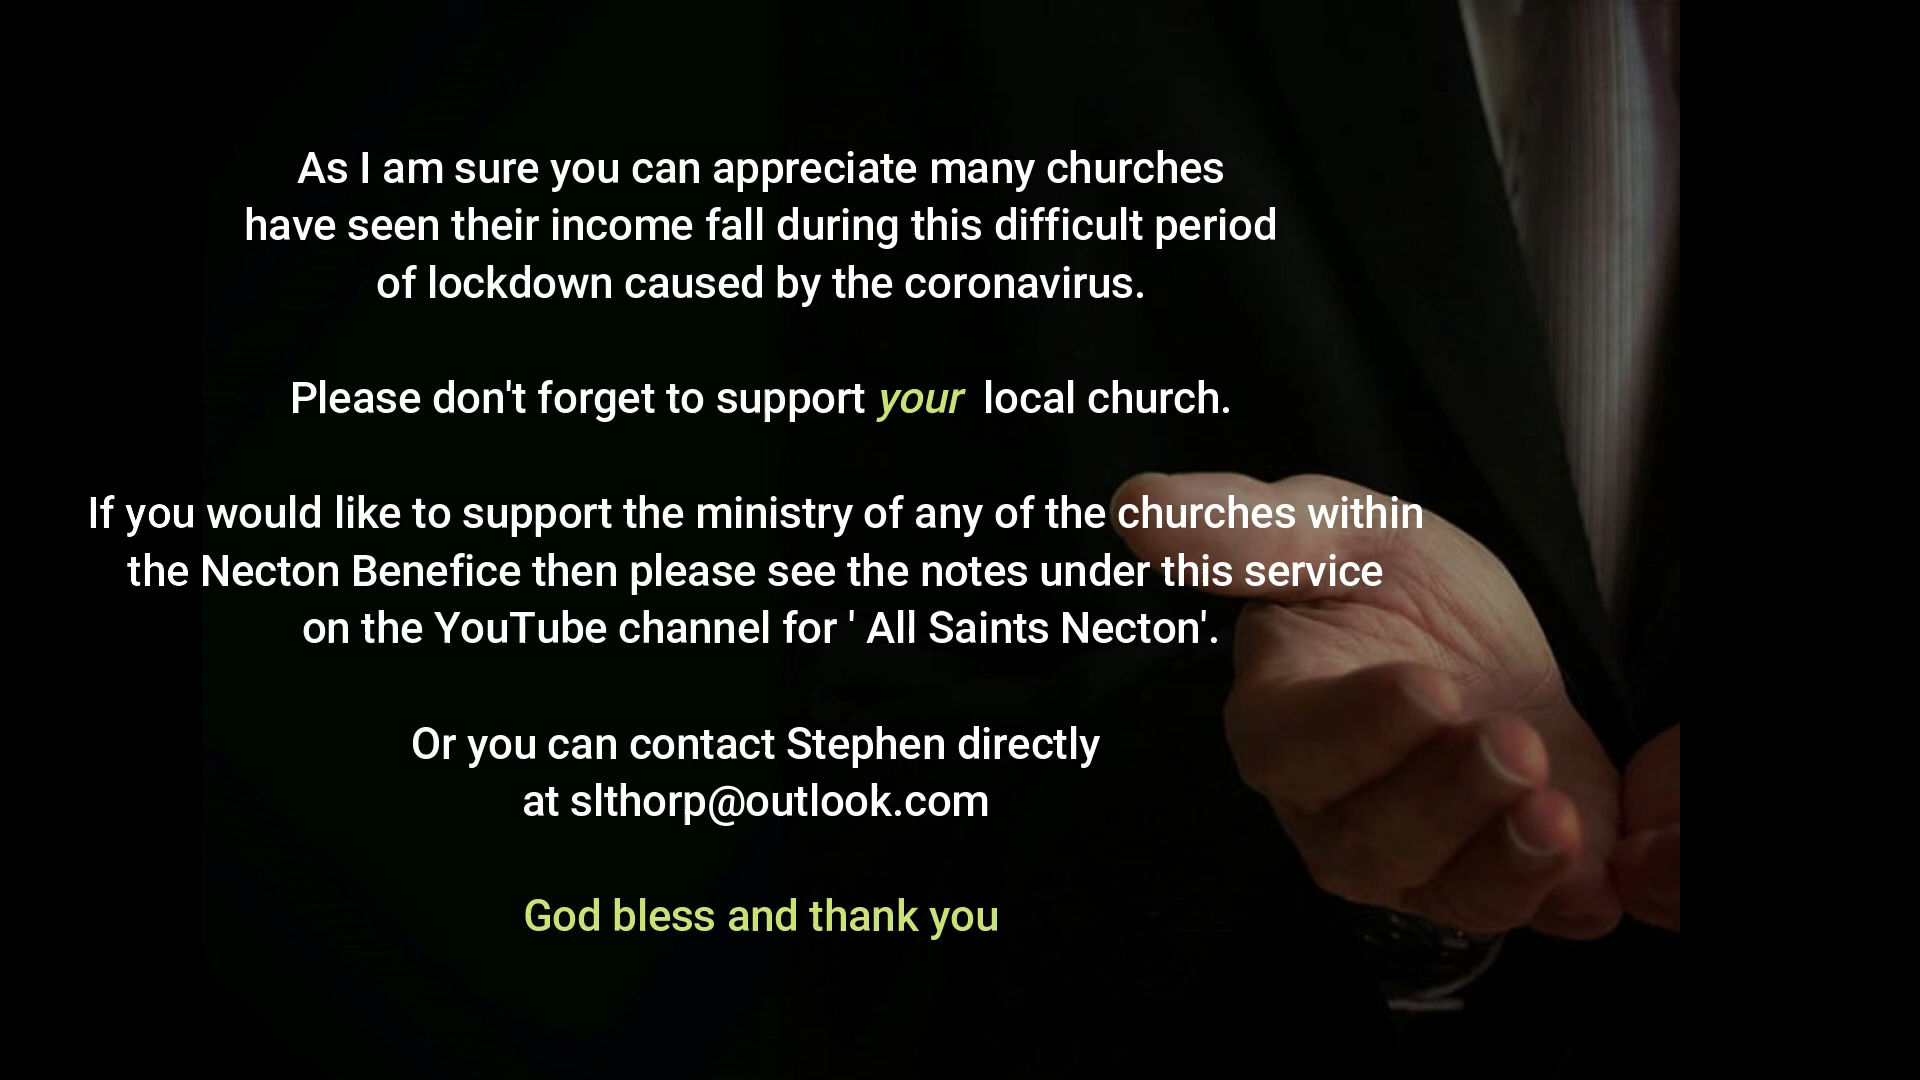 As I am sure you can appreciate many churches
have seen their income fall during this difficult period
of lockdown caused by the coronavirus.
Please don't forget to support your local church.
If you would like to support the ministry of any of the churches within
the Necton Benefice then please see the notes under this service
on the YouTube channel for ' All Saints Necton'.
Or you can contact Stephen directly
at slthorp@outlook.com
God bless and thank you